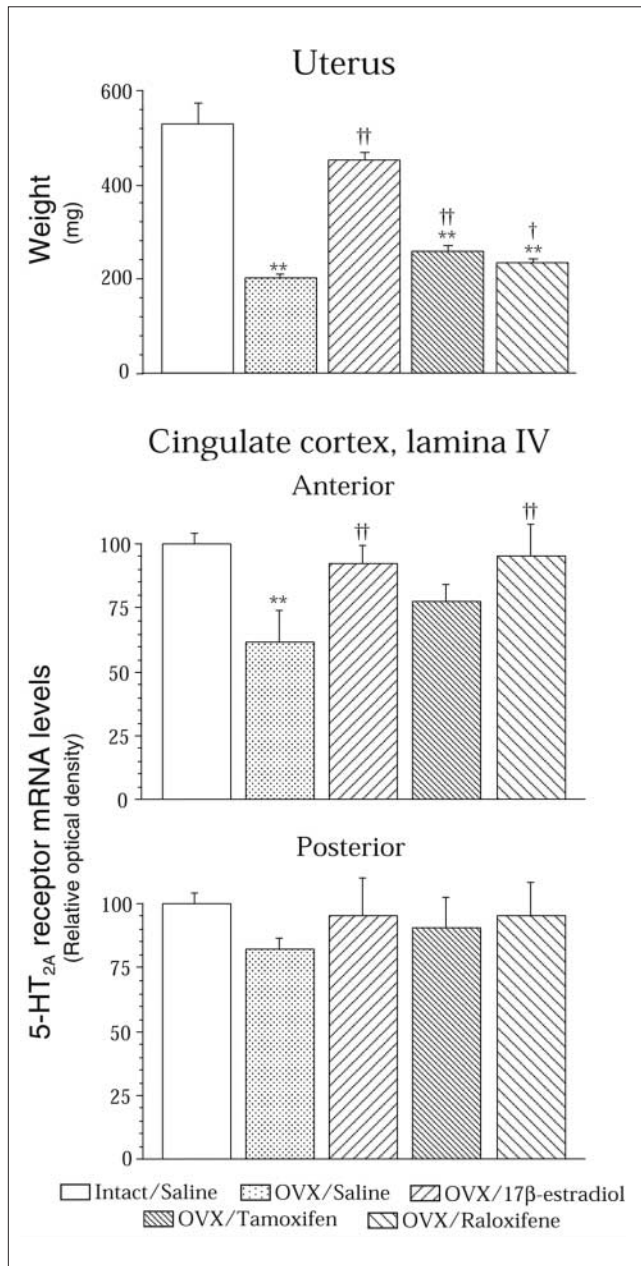 Uterus
Weight
(mg)
600
400
200
0
**
††
††
**
†
**
Cingulate cortex, lamina IV
Anterior
5-HT2A receptor mRNA levels
(Relative optical density)
100
75
50
25
0
**
††
††
Posterior
100
75
50
25
0
Intact/Saline OVX/Saline OVX/17β-estradiol
OVX/Tamoxifen OVX/Raloxifene